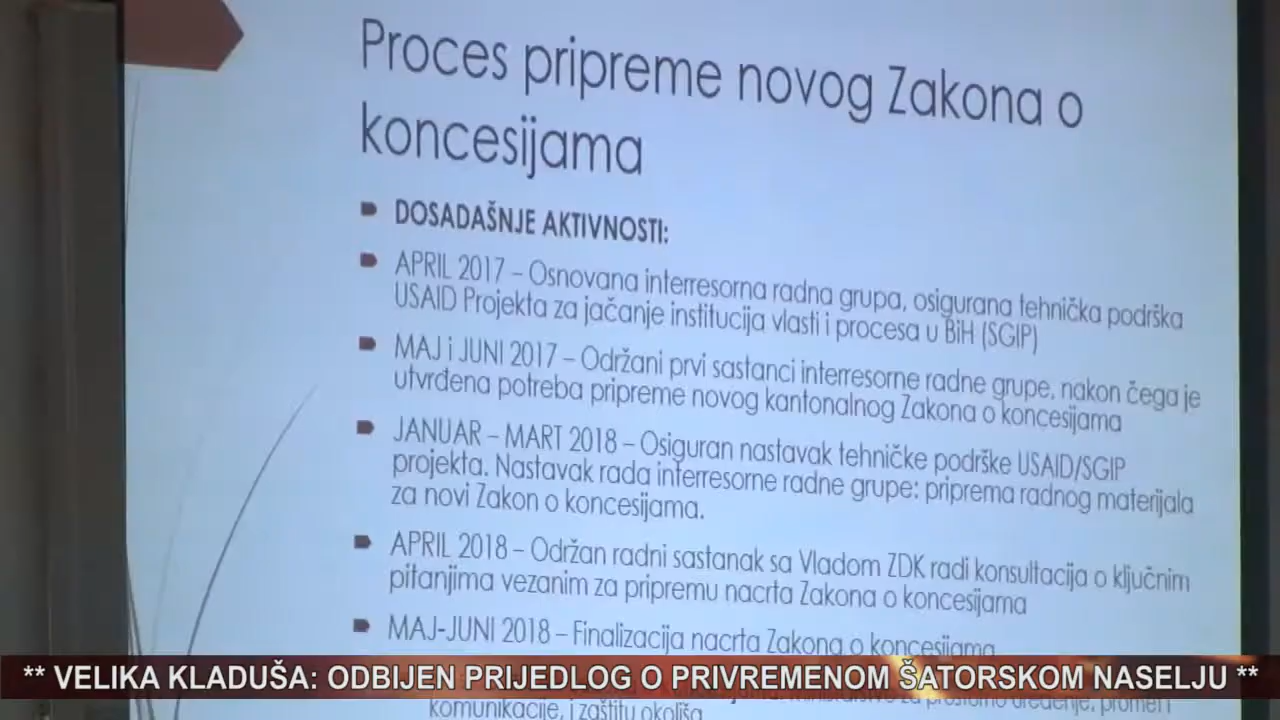 Proces pripreme novog Zakona o
koncesijama
DOSADAŠNJE AKTIVNOSTI:
APRIL 2017 – Osnovana interresorna radna grupa, osigurana tehnička podrška
USAID Projekta za jačanje institucija vlasti i procesa u BiH (SGIP)
MAJ i JUNI 2017 – Održani prvi sastanci interresorne radne grupe, nakon čega je
utvrđena potreba pripreme novog kantonalnog Zakona o koncesijama
JANUAR – MART 2018 – Osiguran nastavak tehničke podrške USAID/SGIP
projekta. Nastavak rada interresorne radne grupe: priprema radnog materijala
za novi Zakon o koncesijama.
APRIL 2018 – Održan radni sastanak sa Vladom ZDK radi konsultacija o ključnim
pitanjima vezanim za pripremu nacrta Zakona o koncesijama
MAJ-JUNI 2018 – Finalizacija nacrta Zakona o koncesijama
** VELIKA KLADUŠA: ODBIJEN PRIJEDLOG O PRIVREMENOM ŠATORSKOM NASELJU **
komunikacije, i zaštitu okoliša